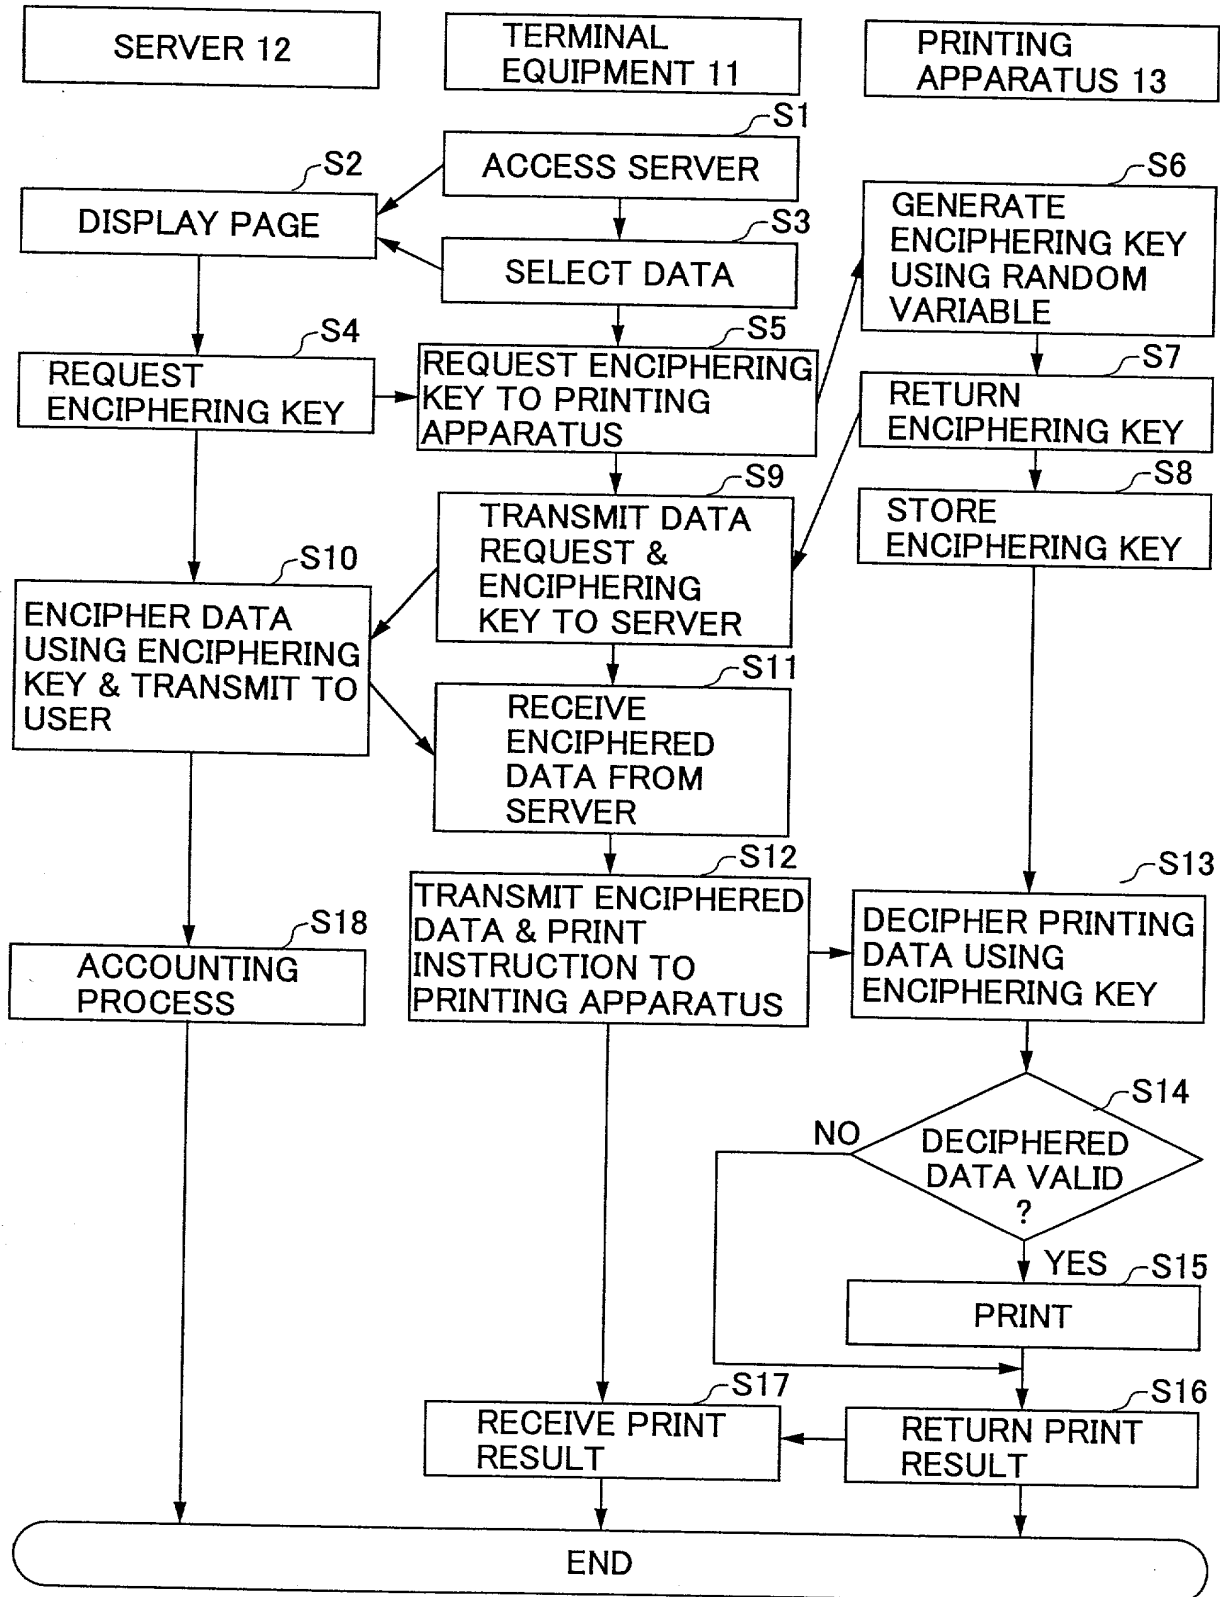 SERVER 12
TERMINAL
EQUIPMENT 11
PRINTING
APPARATUS 13
S1
ACCESS SERVER
S2
DISPLAY PAGE
S3
SELECT DATA
S6
GENERATE
ENCIPHERING KEY
USING RANDOM
VARIABLE
S4
REQUEST
ENCIPHERING KEY
S5
REQUEST ENCIPHERING
KEY TO PRINTING
APPARATUS
S7
RETURN
ENCIPHERING KEY
S8
STORE
ENCIPHERING KEY
S9
TRANSMIT DATA
REQUEST &
ENCIPHERING
KEY TO SERVER
S10
ENCIPHER DATA
USING ENCIPHERING
KEY & TRANSMIT TO
USER
S11
RECEIVE
ENCIPHERED
DATA FROM
SERVER
S12
TRANSMIT ENCIPHERED
DATA & PRINT
INSTRUCTION TO
PRINTING APPARATUS
S13
DECIPHER PRINTING
DATA USING
ENCIPHERING KEY
S18
ACCOUNTING
PROCESS
S14
DECIPHERED
DATA VALID
?
NO
YES
S15
PRINT
S16
RETURN PRINT
RESULT
S17
RECEIVE PRINT
RESULT
END